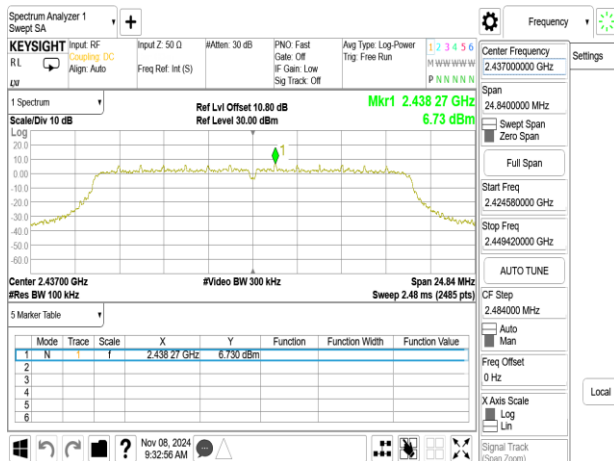 Spectrum Analyzer 1
Swept SA
Frequency
KEYSIGHT
RL
Input: RF
Coupling: DC
Align: Auto
Input Z: 50 Ω
Freq Ref: Int (S)
#Atten: 30 dB
PNO: Fast
Gate: Off
IF Gain: Low
Sig Track: Off
Avg Type: Log-Power
Trig: Free Run
1 2 3 4 5 6
M W W W W W
P N N N N N
1 Spectrum
Scale/Div 10 dB
Ref Lvl Offset 10.80 dB
Ref Level 30.00 dBm
Mkr1 2.438 27 GHz
6.73 dBm
Log
20.0
10.0
0.00
-10.0
-20.0
-30.0
-40.0
-50.0
-60.0
1
Center 2.43700 GHz
#Res BW 100 kHz
#Video BW 300 kHz
Span 24.84 MHz
Sweep 2.48 ms (2485 pts)
5 Marker Table
Mode Trace Scale X Y Function Function Width Function Value
1 N 1 f 2.438 27 GHz 6.730 dBm
2
3
4
5
6
Nov 08, 2024
9:32:56 AM
Center Frequency
2.437000000 GHz
Span
24.8400000 MHz
Swept Span
Zero Span
Full Span
Start Freq
2.424580000 GHz
Stop Freq
2.449420000 GHz
AUTO TUNE
CF Step
2.484000 MHz
Auto
Man
Freq Offset
0 Hz
X Axis Scale
Log
Lin
Signal Track
(Span Zoom)
Settings
Local